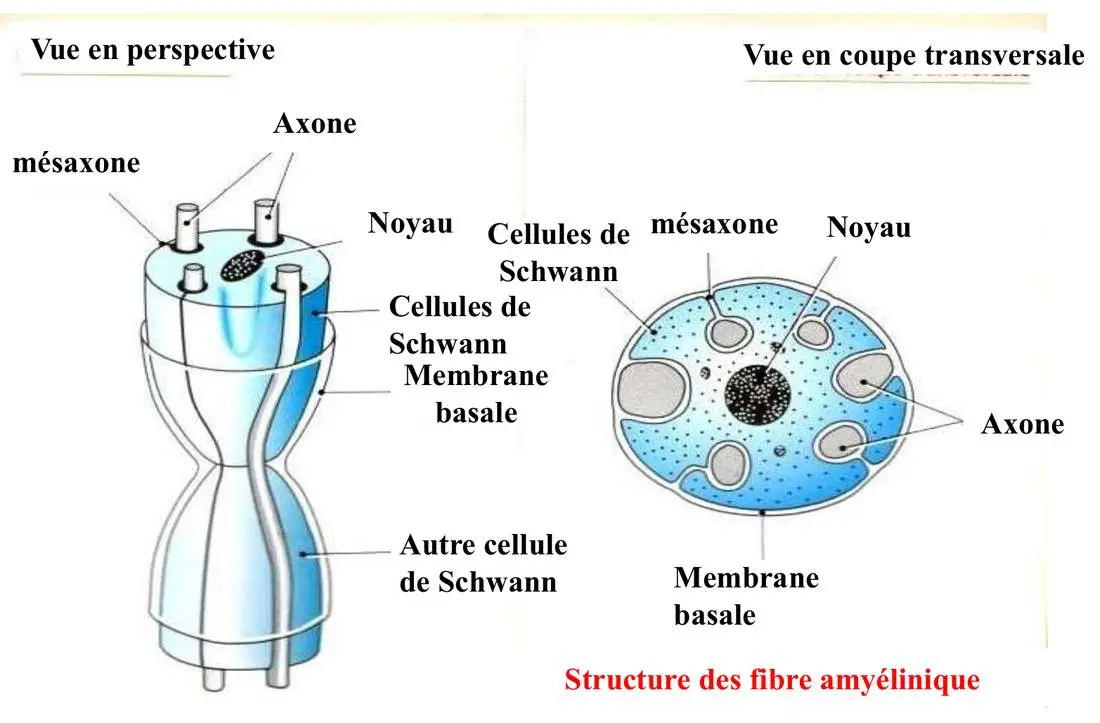 Vue en perspective
Vue en coupe transversale
Axone
mésaxone
Noyau
Cellules de
Schwann
Membrane
basale
Autre cellule
de Schwann
Cellules de
Schwann
mésaxone
Noyau
Axone
Membrane
basale
Structure des fibre amyélinique